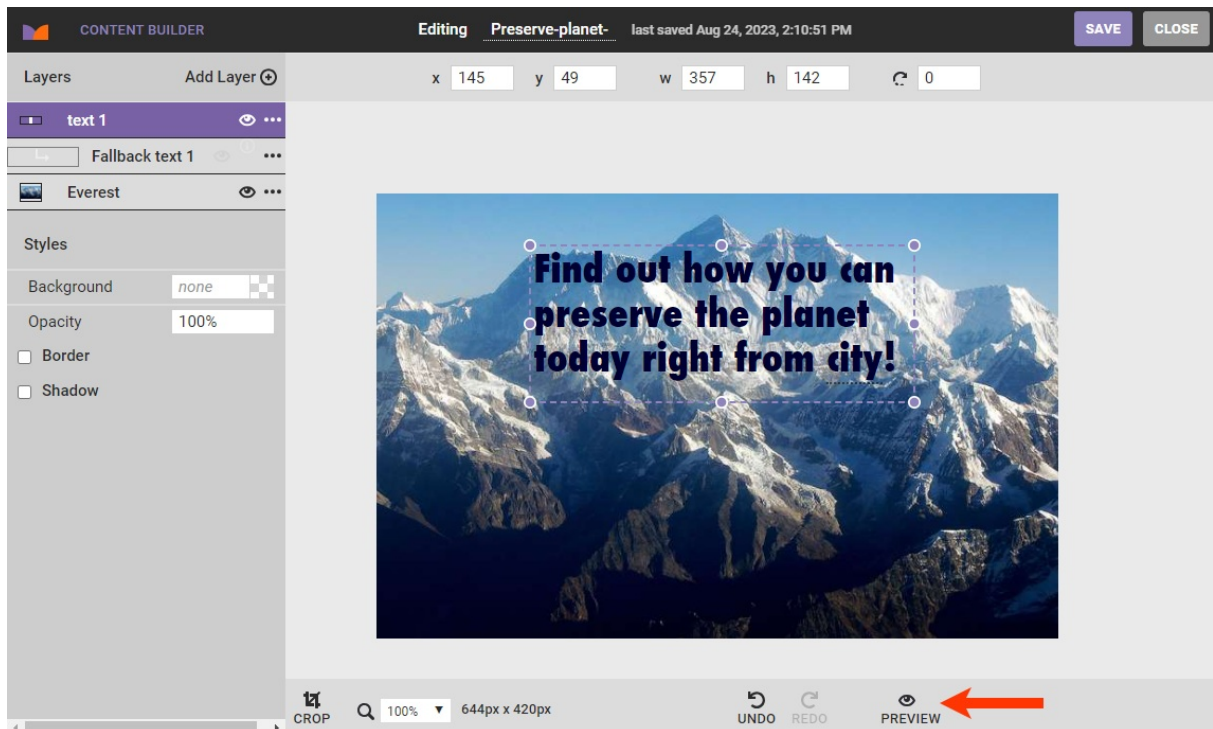 CONTENT BUILDER
Editing Preserve-planet- last saved Aug 24, 2023, 2:10:51 PM
SAVE CLOSE
Layers Add Layer
x 145 y 49 w 357 h 142 0
text 1
Fallback text 1
Everest
Styles
Background none
Opacity 100%
Border
Shadow
Find out how you can
preserve the planet
today right from city!
CROP 100% 644px x 420px UNDO REDO PREVIEW